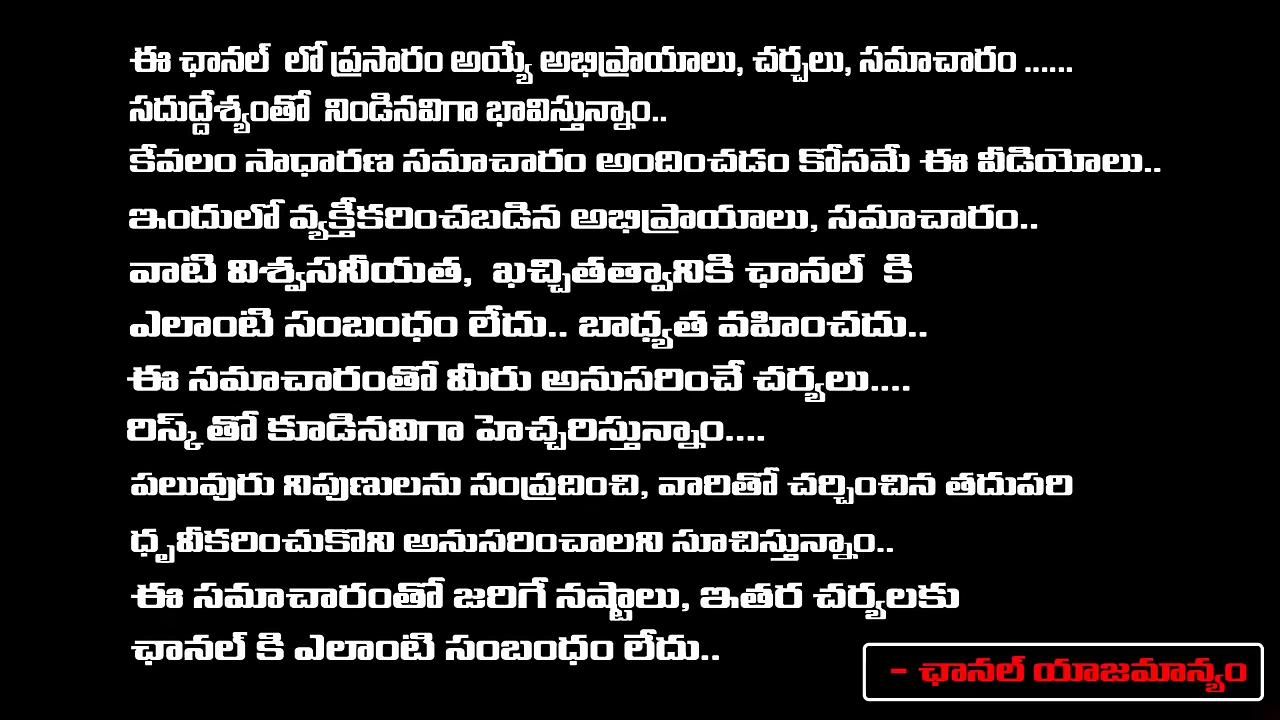 ఈ ఛానల్ లో ప్రసారం అయ్యే అభిప్రాయాలు, చర్చలు, సమాచారం ......
సదుద్దేశ్యంతో నిండినవిగా భావిస్తున్నాం..
కేవలం సాధారణ సమాచారం అందించడం కోసమే ఈ వీడియోలు..
ఇందులో వ్యక్తీకరించబడిన అభిప్రాయాలు, సమాచారం..
వాటి విశ్వసనీయత, ఖచ్చితత్వానికి ఛానల్ కి
ఎలాంటి సంబంధం లేదు.. బాధ్యత వహించదు..
ఈ సమాచారంతో మీరు అనుసరించే చర్యలు....
రిస్క్ తో కూడినవిగా హెచ్చరిస్తున్నాం....
పలువురు నిపుణులను సంప్రదించి, వారితో చర్చించిన తదుపరి
ధృవీకరించుకొని అనుసరించాలని సూచిస్తున్నాం..
ఈ సమాచారంతో జరిగే నష్టాలు, ఇతర చర్యలకు
ఛానల్ కి ఎలాంటి సంబంధం లేదు..
- ఛానల్ యాజమాన్యం